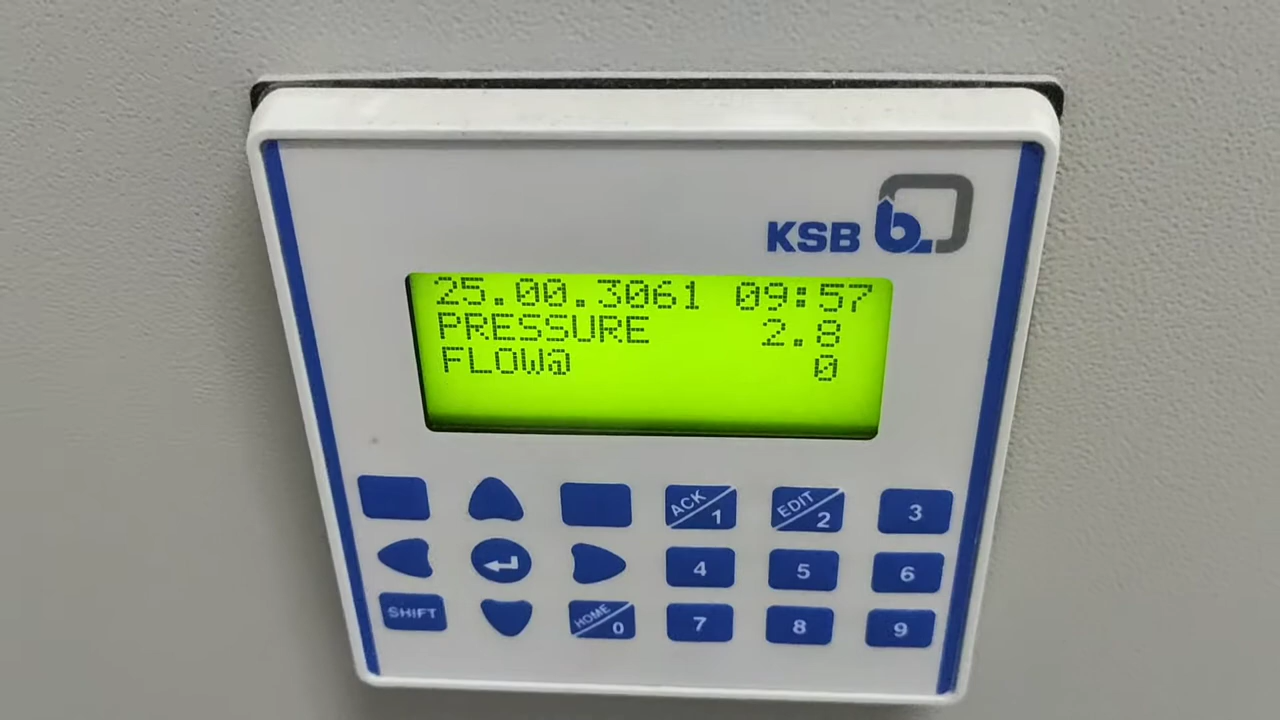 KSB
25.00.3061 09:57
PRESSURE 2.8
FLOW@ 0
ACK 1
EDIT 2
3
4
5
6
SHIFT
HOME 0
7
8
9